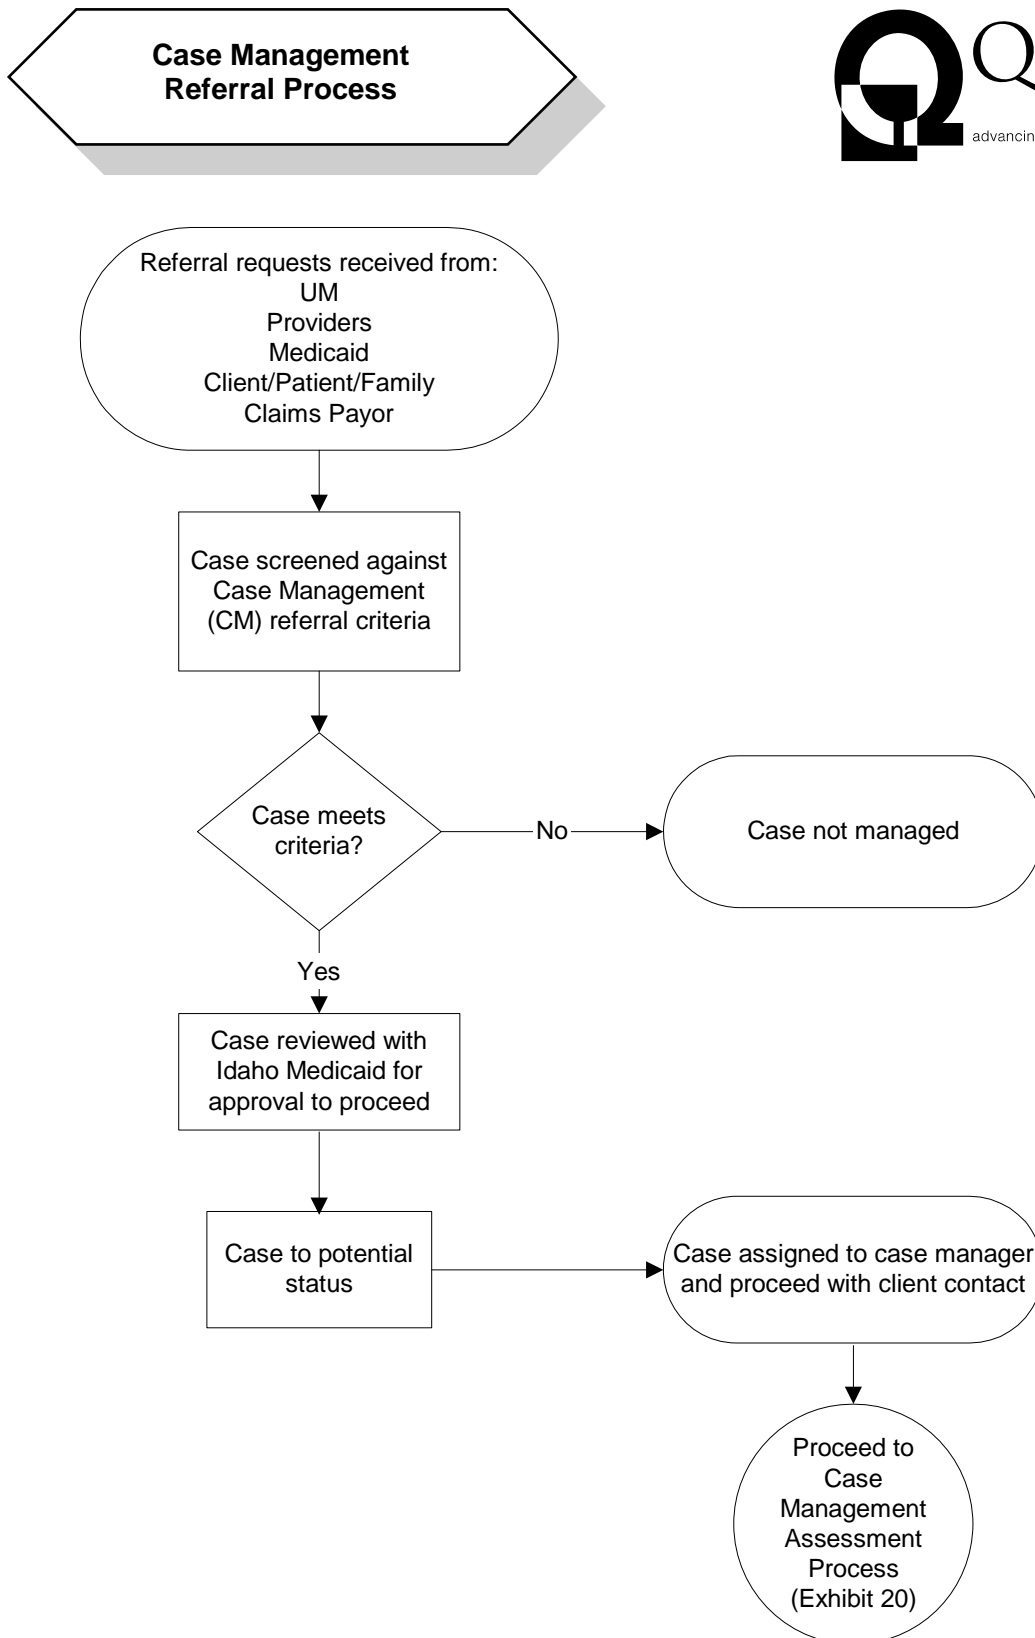 Case Management
Referral Process
Q
advancin
Referral requests received from:
UM
Providers
Medicaid
Client/Patient/Family
Claims Payor
Case screened against
Case Management
(CM) referral criteria
Case meets
criteria?
No
Case not managed
Yes
Case reviewed with
Idaho Medicaid for
approval to proceed
Case to potential
status
Case assigned to case manager
and proceed with client contact
Proceed to
Case
Management
Assessment
Process
(Exhibit 20)